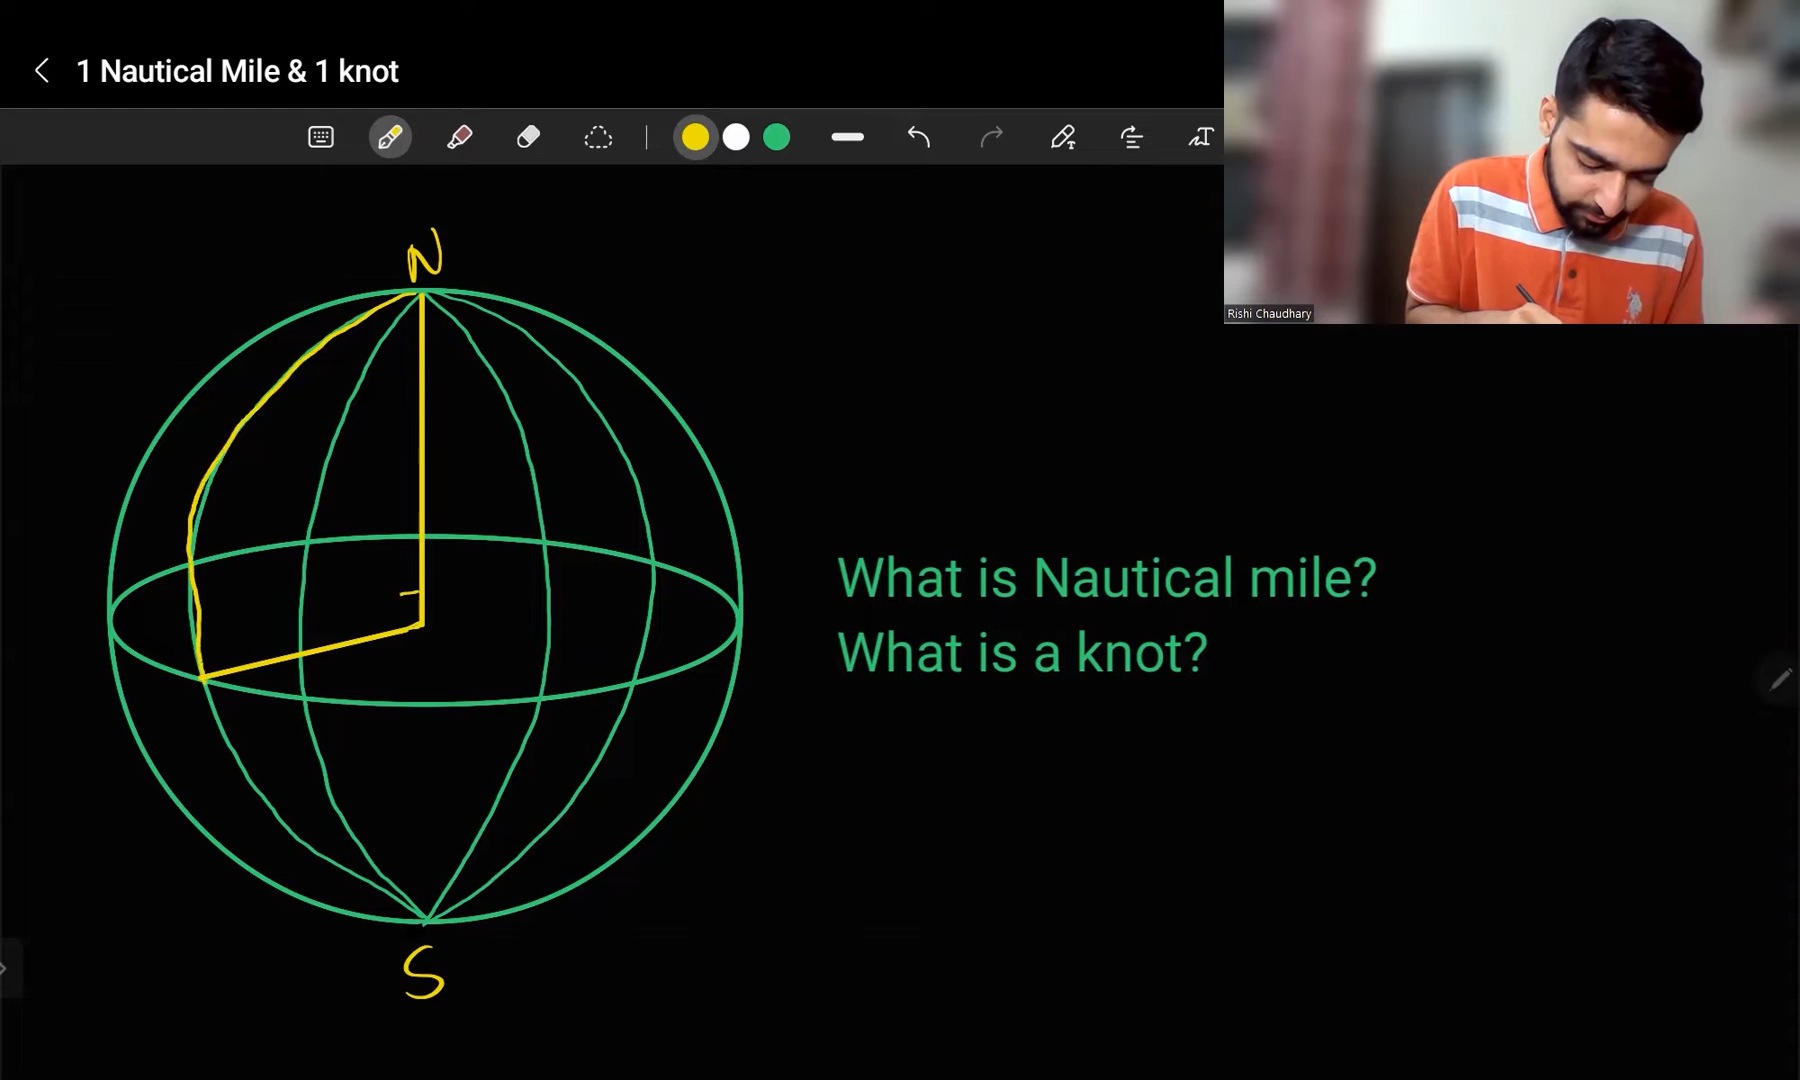 1 Nautical Mile & 1 knot
N
Rishi Chaudhary
What is Nautical mile?
What is a knot?
S